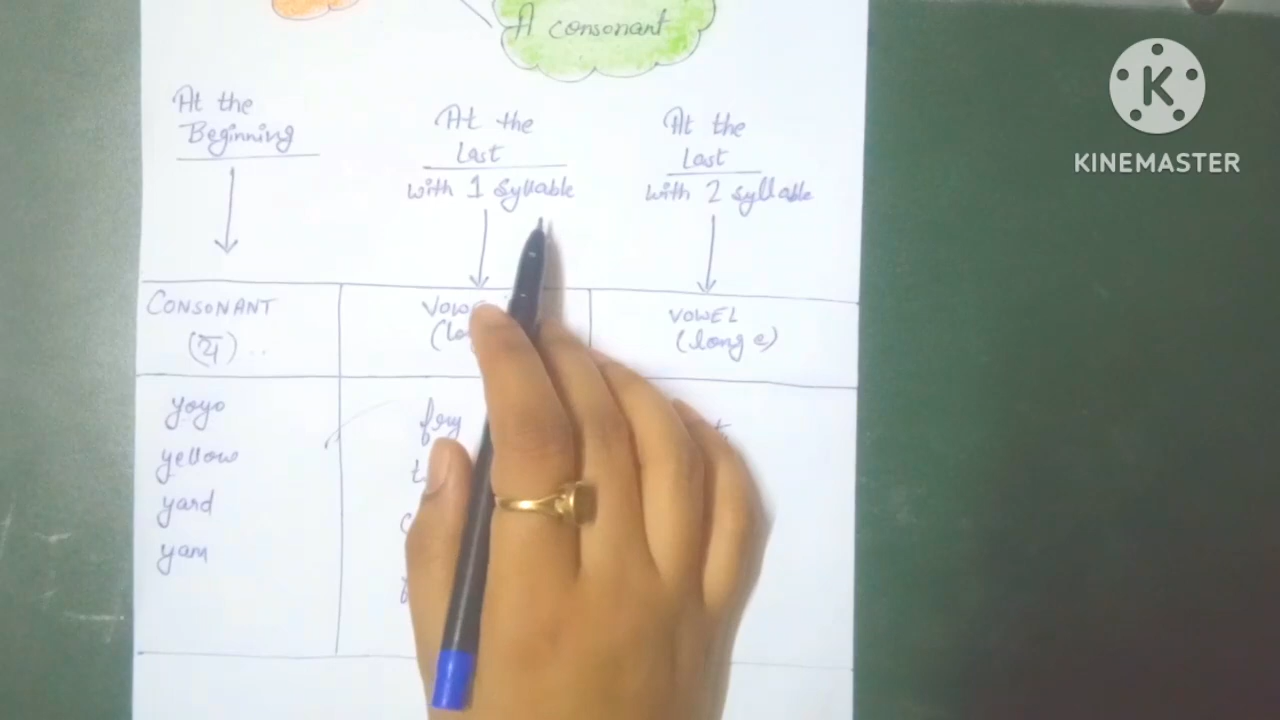 A consonant
At the
Beginning
At the
Last
with 1 syllable
At the
Last
with 2 syllable
CONSONANT
(य) ..
VOWEL
(long e)
yoyo
yellow
yard
yam
KINEMASTER